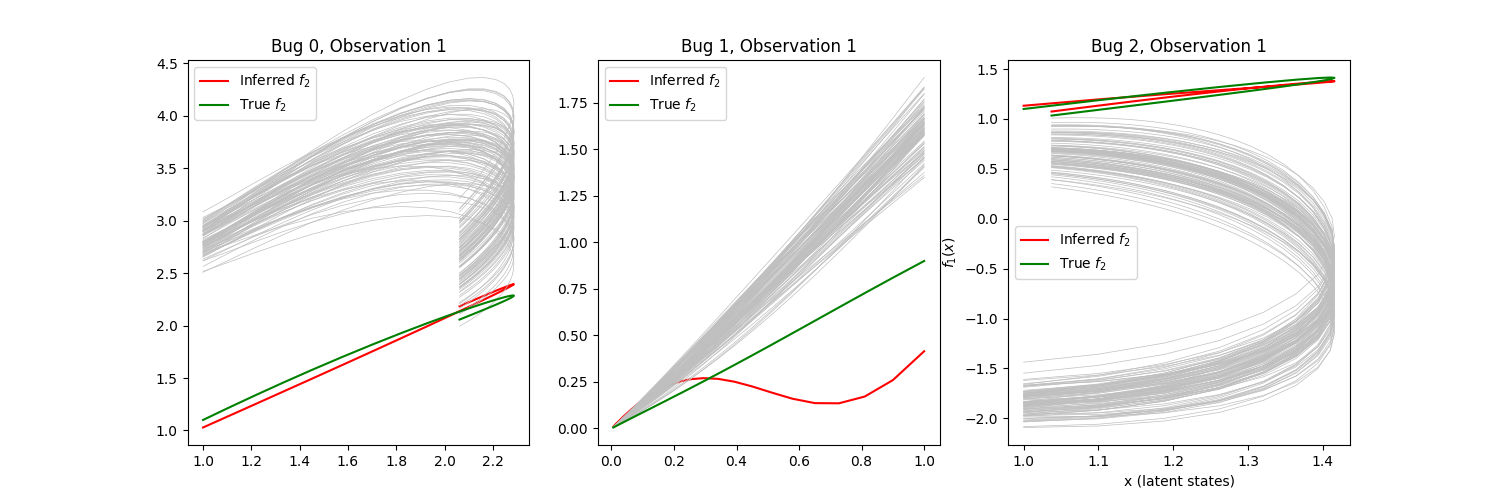 Bug 0, Observation 1
Inferred f₂
True f₂
4.5
4.0
3.5
3.0
2.5
2.0
1.5
1.0
1.0 1.2 1.4 1.6 1.8 2.0 2.2
Bug 1, Observation 1
Inferred f₂
True f₂
1.75
1.50
1.25
1.00
0.75
0.50
0.25
0.00
0.0 0.2 0.4 0.6 0.8 1.0
Bug 2, Observation 1
f₁(x)
1.5
1.0
0.5
0.0
−0.5
−1.0
−1.5
−2.0
Inferred f₂
True f₂
1.0 1.1 1.2 1.3 1.4
x (latent states)